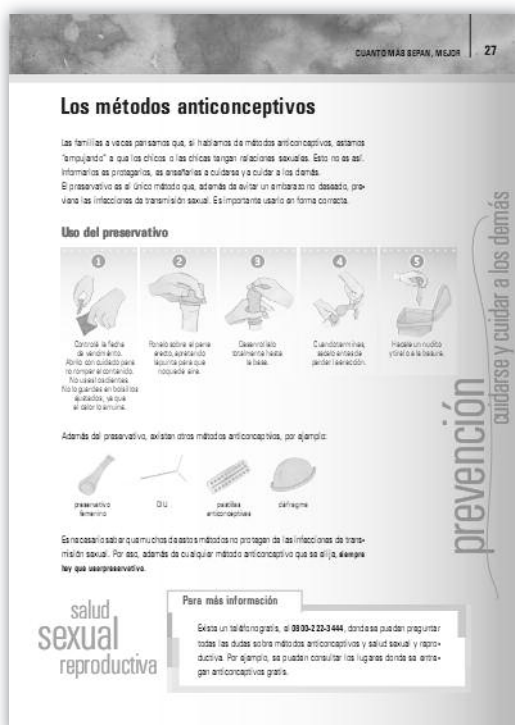 CUANTO MÁS SEPAN, MEJOR
27
Los métodos anticonceptivos
Las familias a veces pensamos que, si hablamos de métodos anticonceptivos, estamos
"empujando" a que los chicos o las chicas tengan relaciones sexuales. Esto no es así.
Informarlos es protegerlos, es enseñarles a cuidarse y a cuidar a los demás.
El preservativo es el único método que, además de evitar un embarazo no deseado, pre-
viene las infecciones de transmisión sexual. Es importante usarlo en forma correcta.
Uso del preservativo
1
Controlá la fecha
de vencimiento.
Abrilo con cuidado para
no romper el contenido.
No uses los dientes.
No lo guardes en bolsillos
ajustados, ya que
el calor lo arruina.
2
Ponelo sobre el pene
erecto, apretando
la punta para que
no quede aire.
3
Desenrollalo
totalmente hasta
la base.
4
Cuando termines,
sacalo antes de
perder la erección.
5
Hacele un nudito
y tiralo a la basura.
Además del preservativo, existen otros métodos anticonceptivos, por ejemplo:
preservativo
femenino
DIU
pastillas
anticonceptivas
diafragma
Es necesario saber que muchos de estos métodos no protegen de las infecciones de trans-
misión sexual. Por eso, además de cualquier método anticonceptivo que se elija, siempre
hay que usar preservativo.
prevención
cuidarse y cuidar a los demás
salud
sexual
reproductiva
Para más información
Existe un teléfono gratis, el 0800-222-3444, donde se pueden preguntar
todas las dudas sobre métodos anticonceptivos y salud sexual y repro-
ductiva. Por ejemplo, se pueden consultar los lugares donde se entre-
gan anticonceptivos gratis.